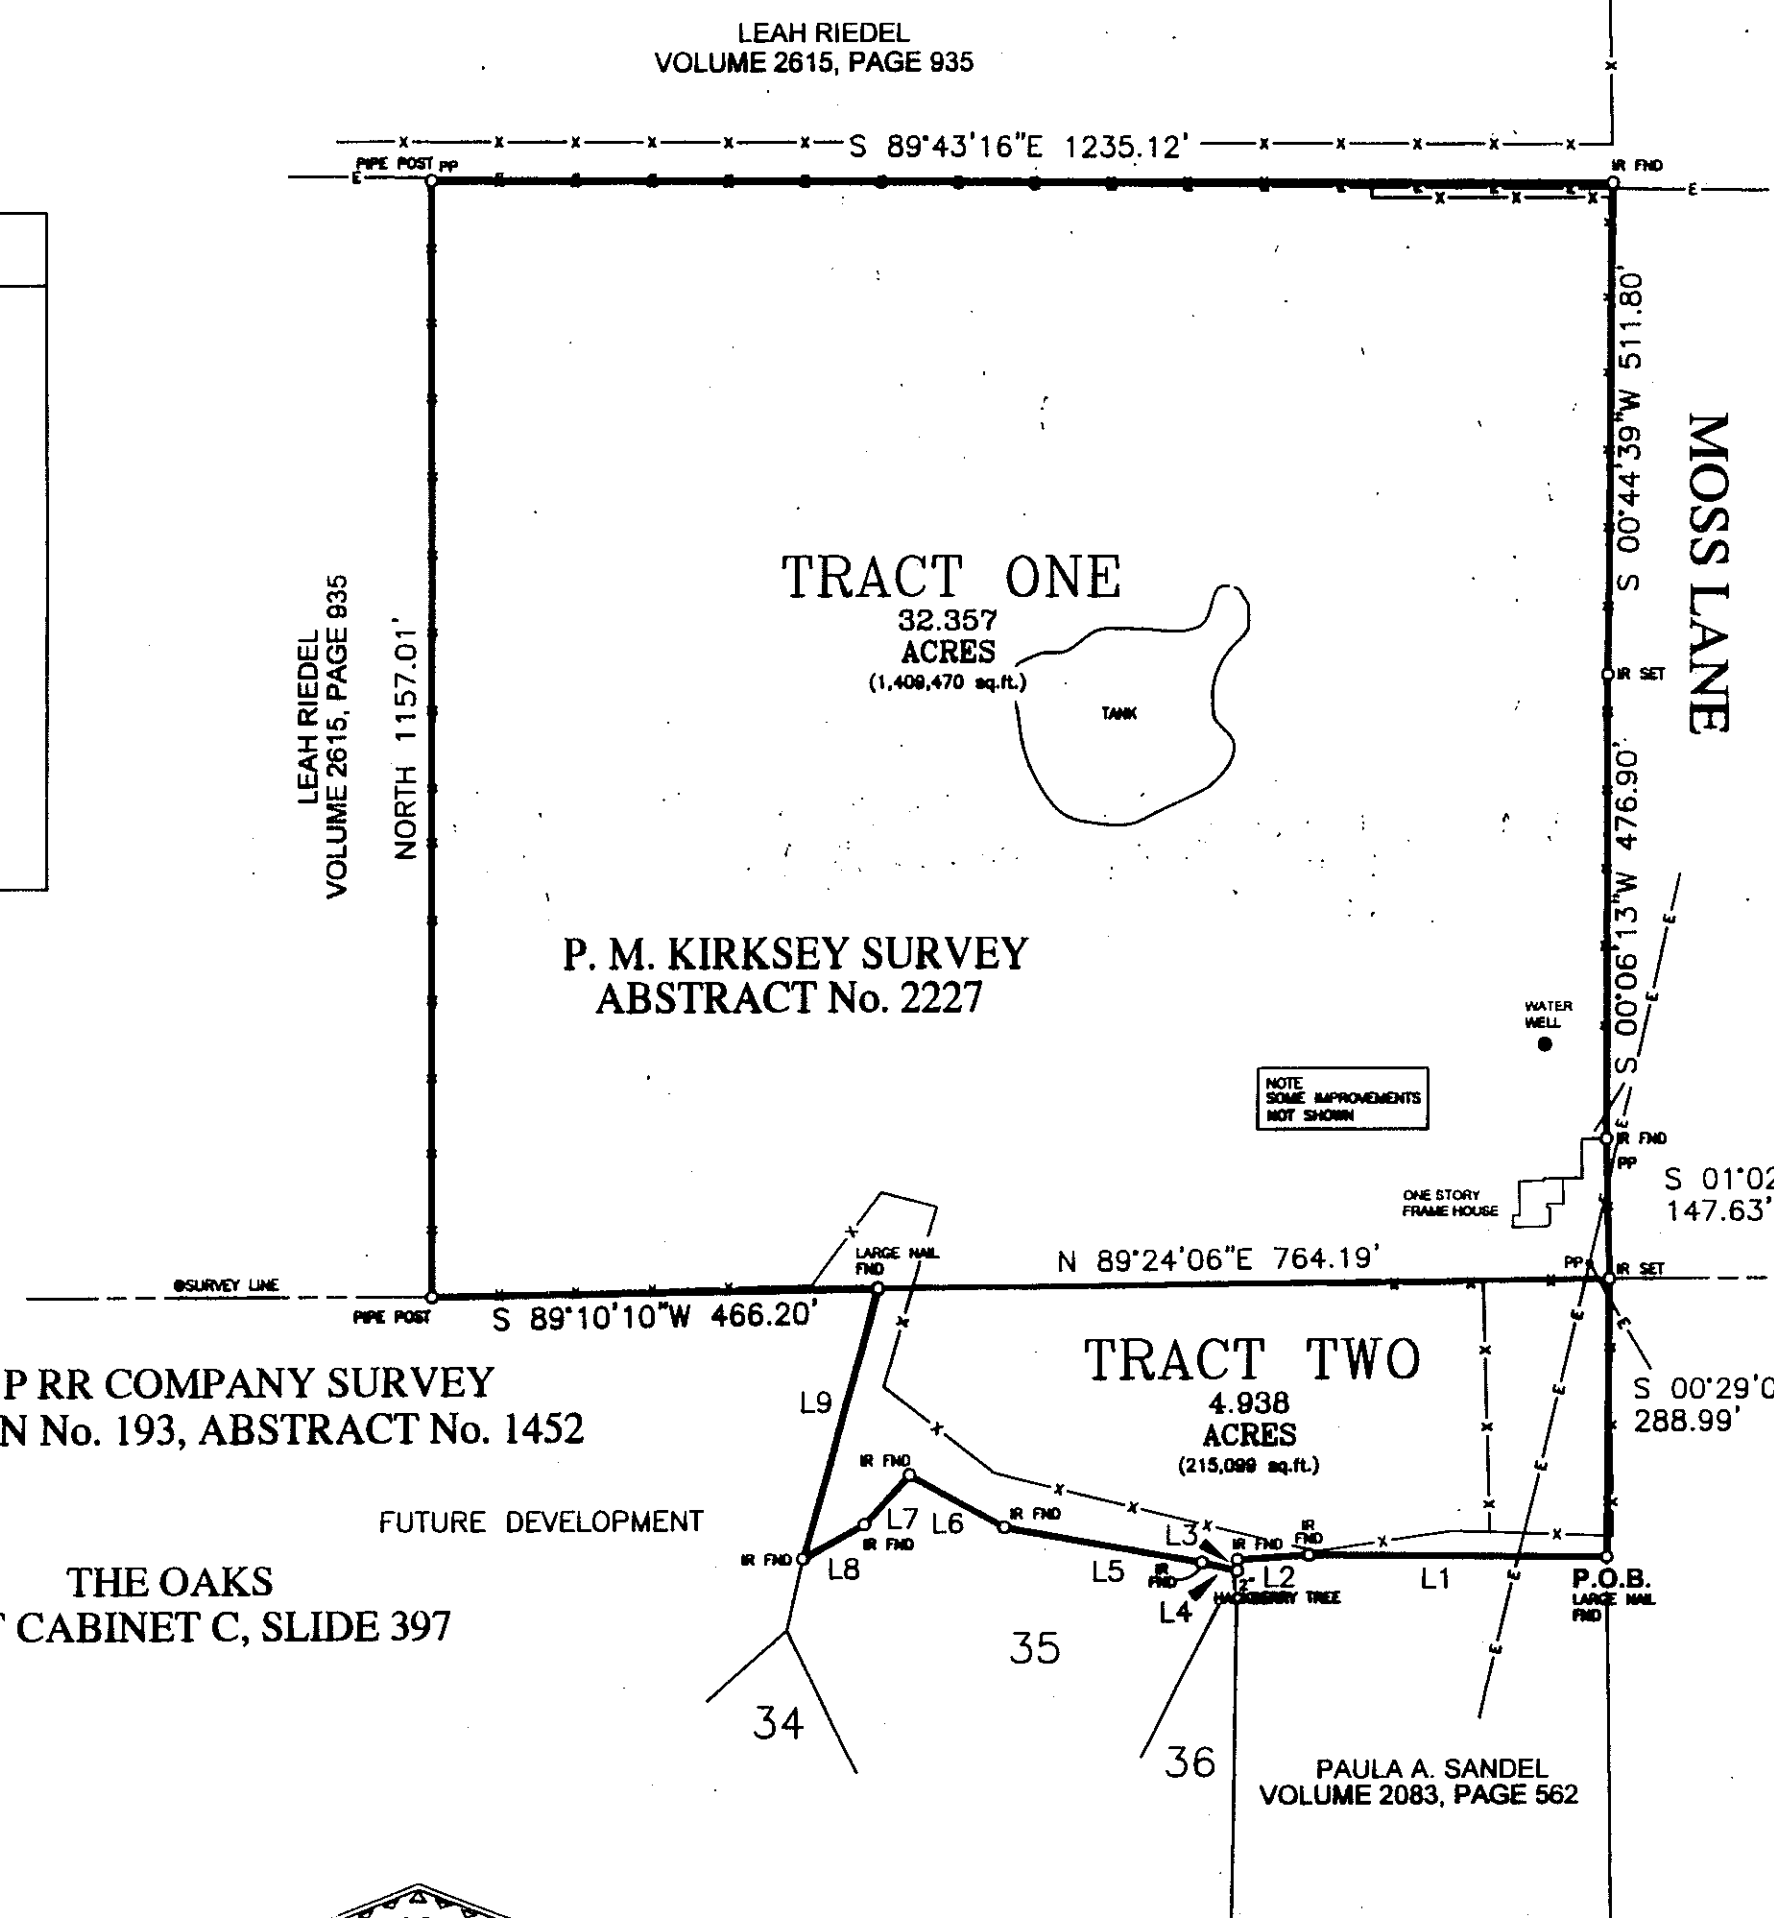 LEAH RIEDEL
VOLUME 2615, PAGE 935
S 89°43'16"E 1235.12'
PIPE POST PP
IR FND
S 00°44'39"W 511.80'
MOSS LANE
TRACT ONE
32.357
ACRES
(1,409,470 sq.ft.)
TANK
LEAH RIEDEL
VOLUME 2615, PAGE 935
NORTH 1157.01'
IR SET
S 00°06'13"W 476.90'
P. M. KIRKSEY SURVEY
ABSTRACT No. 2227
WATER
WELL
NOTE
SOME IMPROVEMENTS
NOT SHOWN
IR FND
PP
S 01°02
147.63'
ONE STORY
FRAME HOUSE
LARGE NAIL
FND
N 89°24'06"E 764.19'
PP
IR SET
SURVEY LINE
PIPE POST
S 89°10'10"W 466.20'
TRACT TWO
4.938
ACRES
(215,099 sq.ft.)
S 00°29'0
288.99'
P RR COMPANY SURVEY
N No. 193, ABSTRACT No. 1452
L9
IR FND
FUTURE DEVELOPMENT
L7
L6
IR FND
IR FND
L3
IR FND
IR
FND
IR FND
L8
L5
IR
FND
L2
L1
P.O.B.
LARGE NAIL
FND
L4
HACKBERRY TREE
THE OAKS
CABINET C, SLIDE 397
35
34
36
PAULA A. SANDEL
VOLUME 2083, PAGE 562